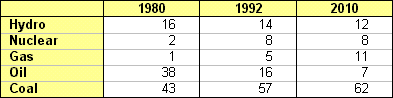 1980 1992 2010
Hydro 16 14 12
Nuclear 2 8 8
Gas 1 5 11
Oil 38 16 7
Coal 43 57 62